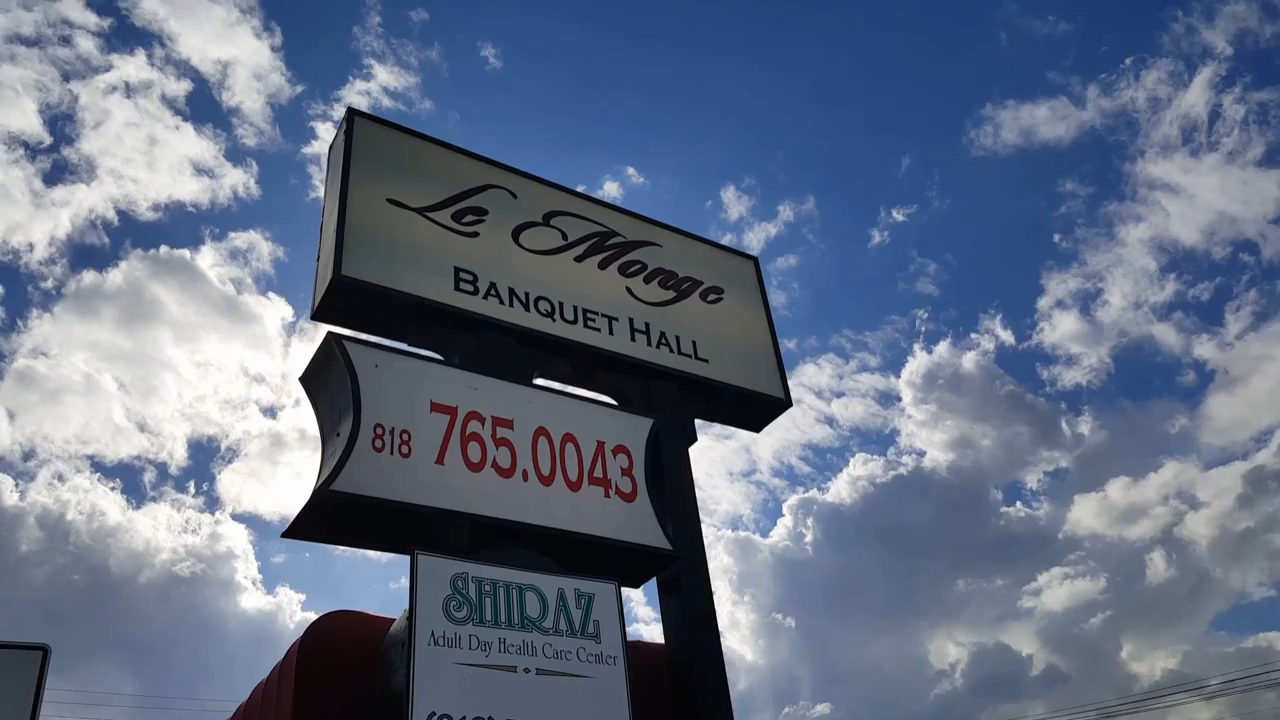 Le Monge
BANQUET HALL
818 765.0043
SHIRAZ
Adult Day Health Care Center